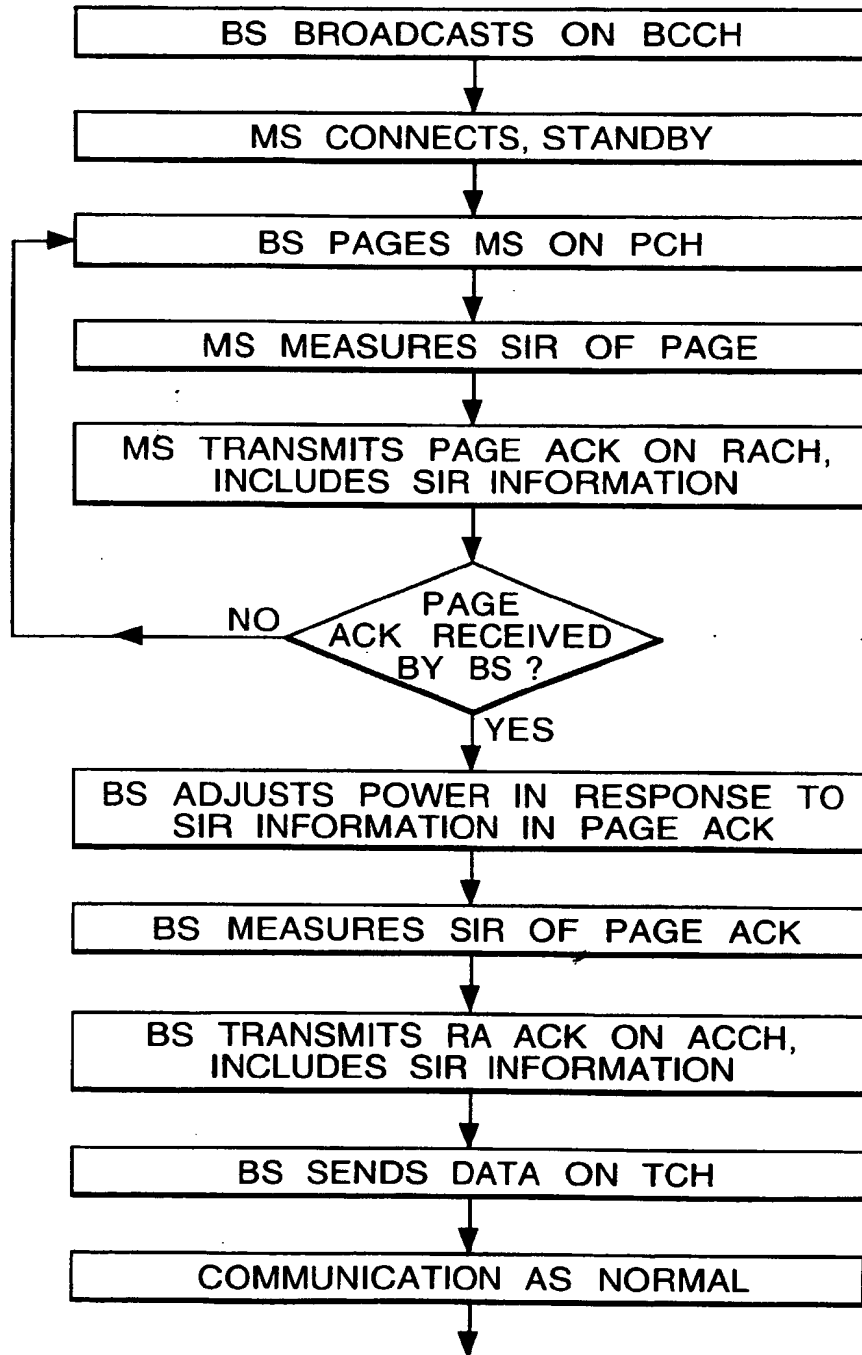 BS BROADCASTS ON BCCH
MS CONNECTS, STANDBY
BS PAGES MS ON PCH
MS MEASURES SIR OF PAGE
MS TRANSMITS PAGE ACK ON RACH,
INCLUDES SIR INFORMATION
NO
PAGE
ACK RECEIVED
BY BS ?
YES
BS ADJUSTS POWER IN RESPONSE TO
SIR INFORMATION IN PAGE ACK
BS MEASURES SIR OF PAGE ACK
BS TRANSMITS RA ACK ON ACCH,
INCLUDES SIR INFORMATION
BS SENDS DATA ON TCH
COMMUNICATION AS NORMAL